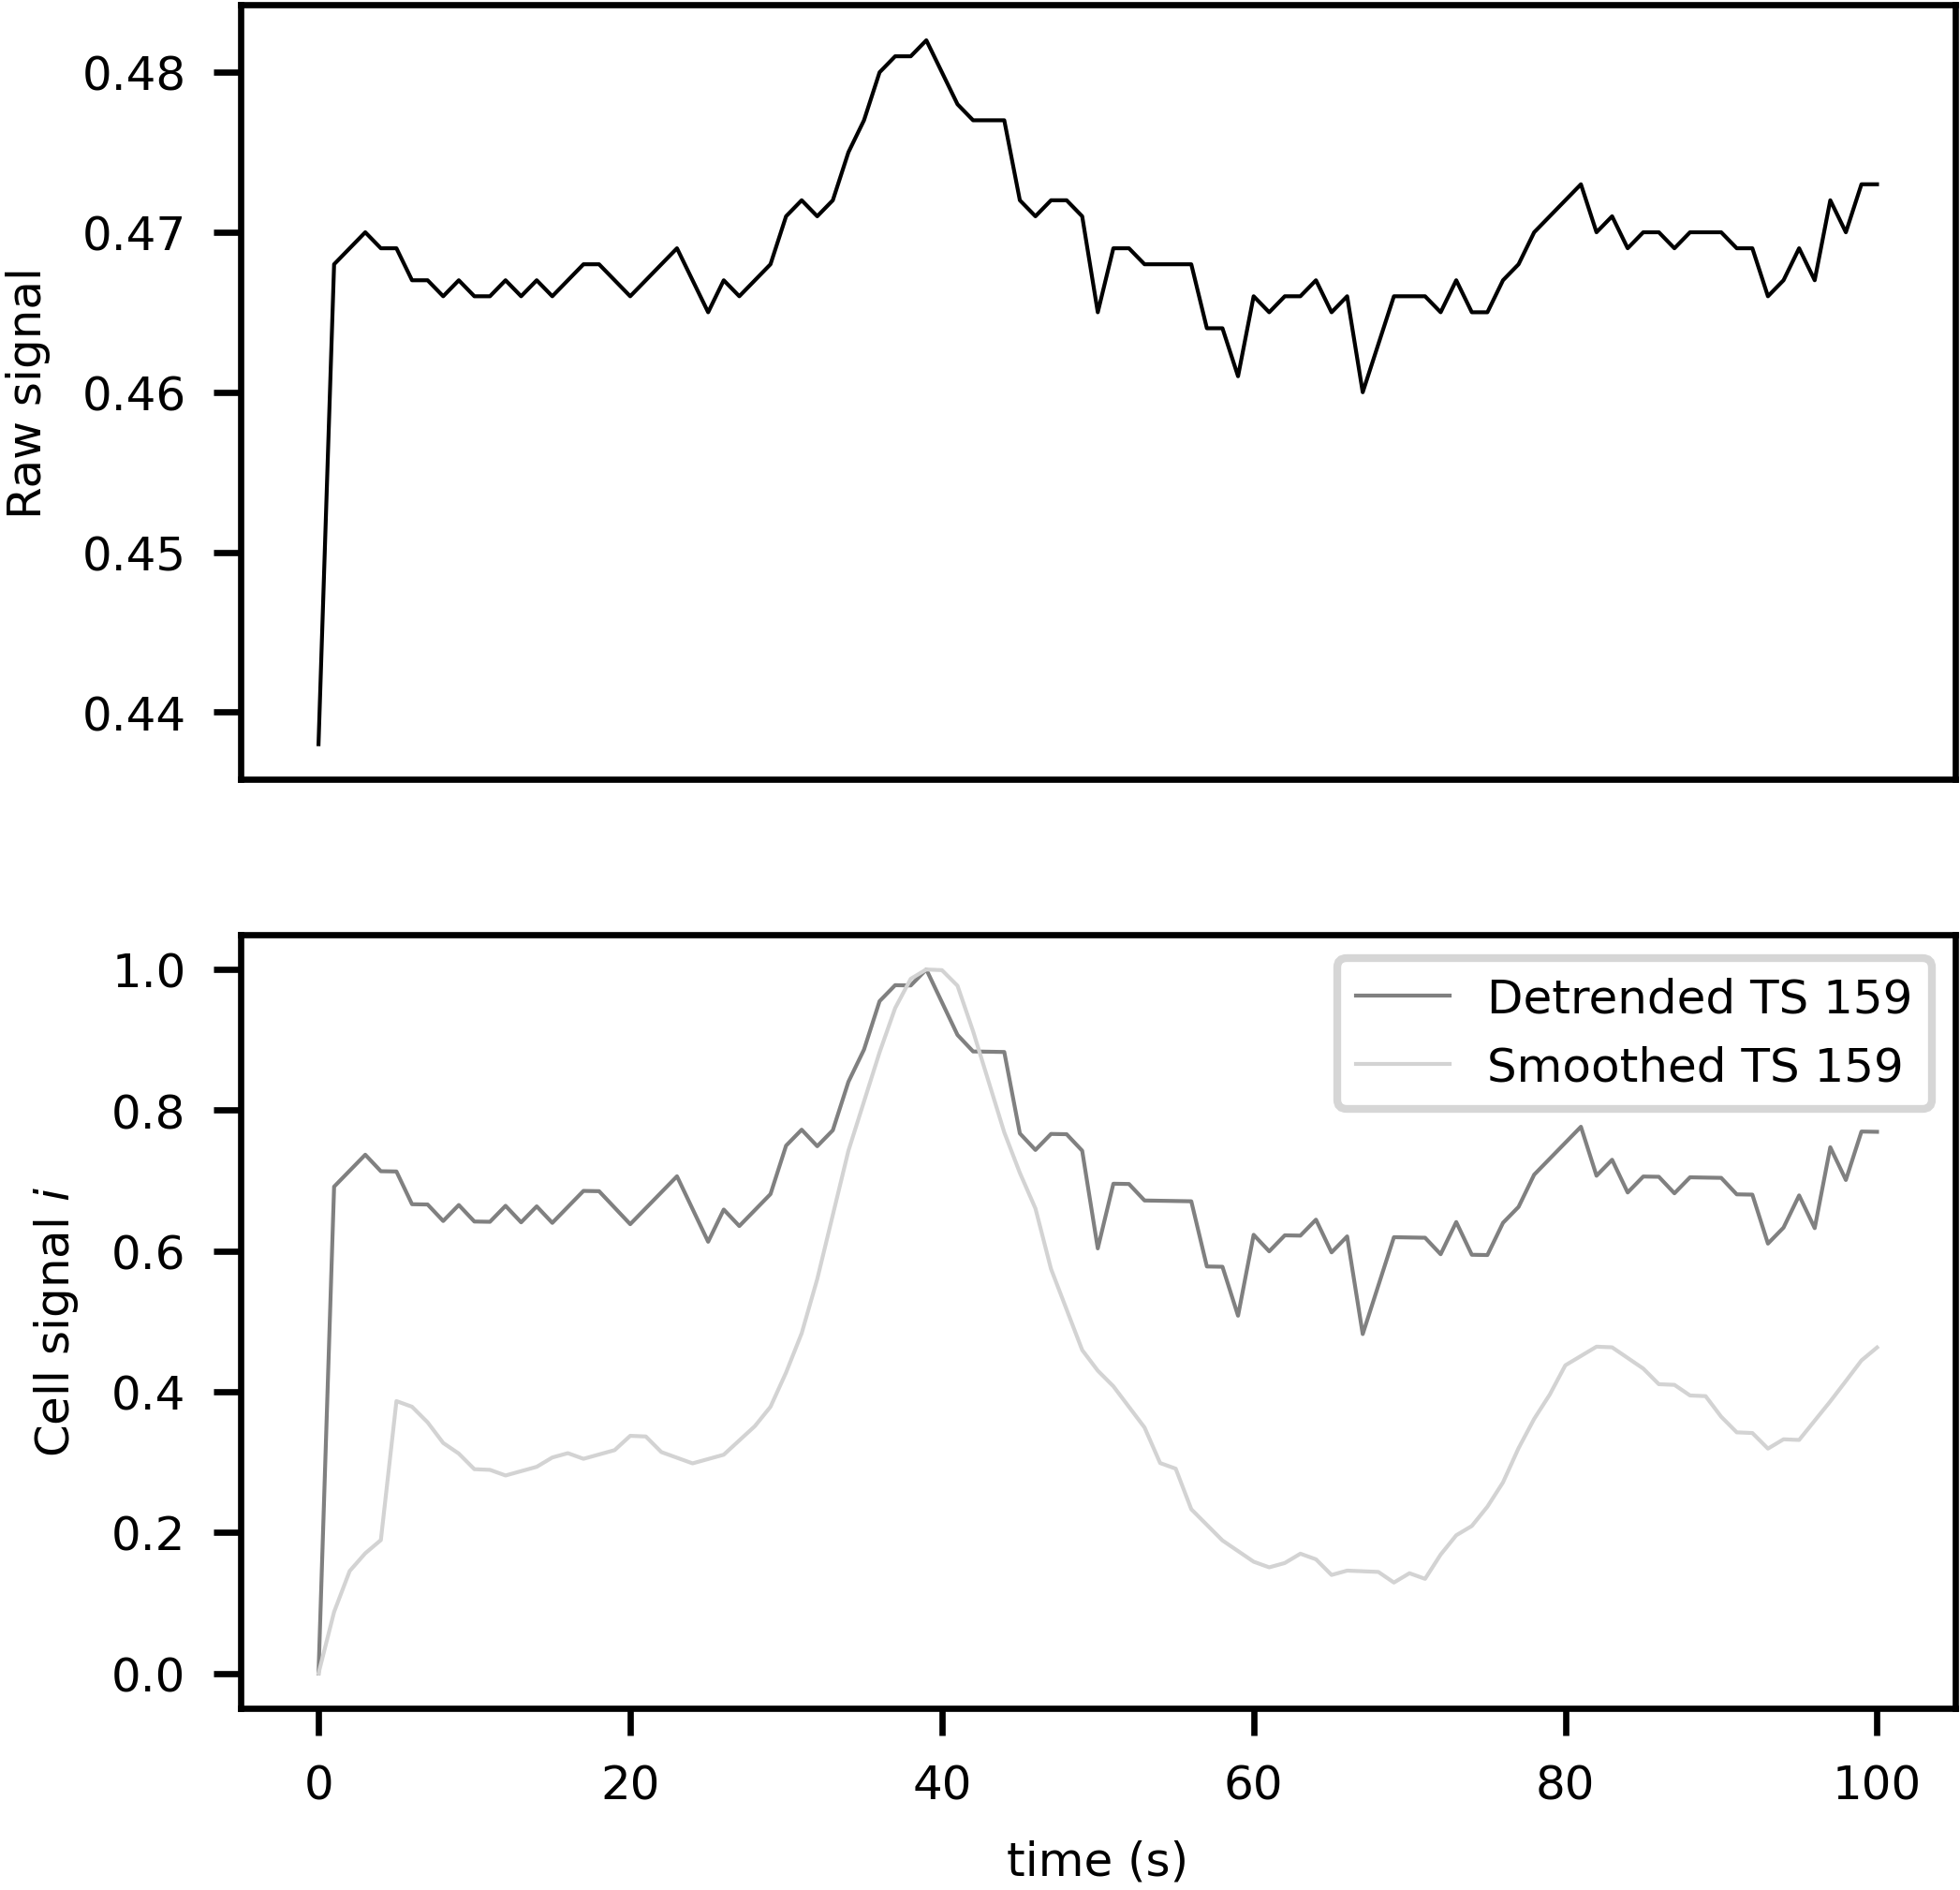 Raw signal
0.48
0.47
0.46
0.45
0.44
Cell signal i
1.0
0.8
0.6
0.4
0.2
0.0
Detrended TS 159
Smoothed TS 159
0 20 40 60 80 100
time (s)